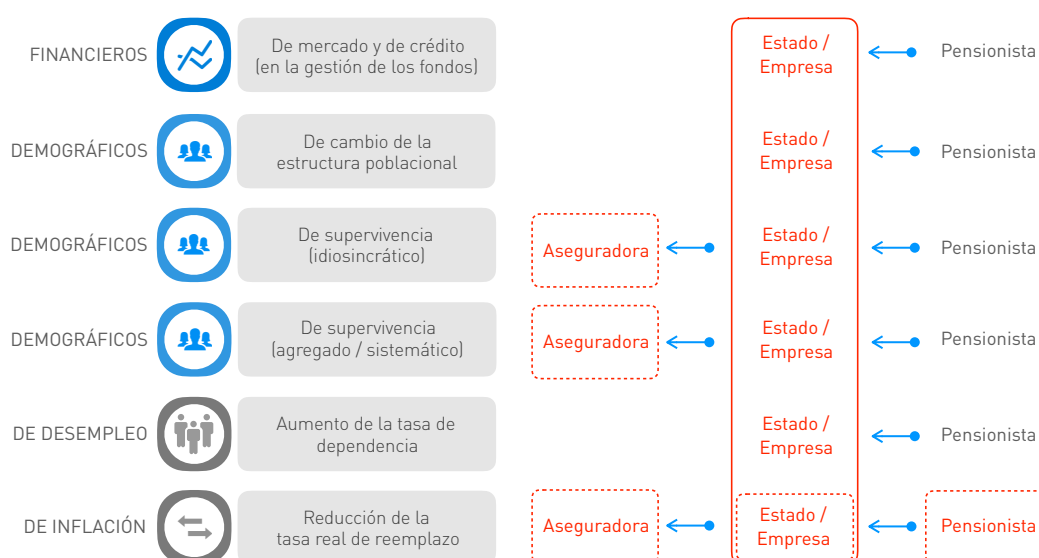 FINANCIEROS
De mercado y de crédito
(en la gestión de los fondos)
Estado /
Empresa
Pensionista
DEMOGRÁFICOS
De cambio de la
estructura poblacional
Estado /
Empresa
Pensionista
DEMOGRÁFICOS
De supervivencia
(idiosincrático)
Aseguradora
Estado /
Empresa
Pensionista
DEMOGRÁFICOS
De supervivencia
(agregado / sistemático)
Aseguradora
Estado /
Empresa
Pensionista
DE DESEMPLEO
Aumento de la tasa de
dependencia
Estado /
Empresa
Pensionista
DE INFLACIÓN
Reducción de la
tasa real de reemplazo
Aseguradora
Estado /
Empresa
Pensionista